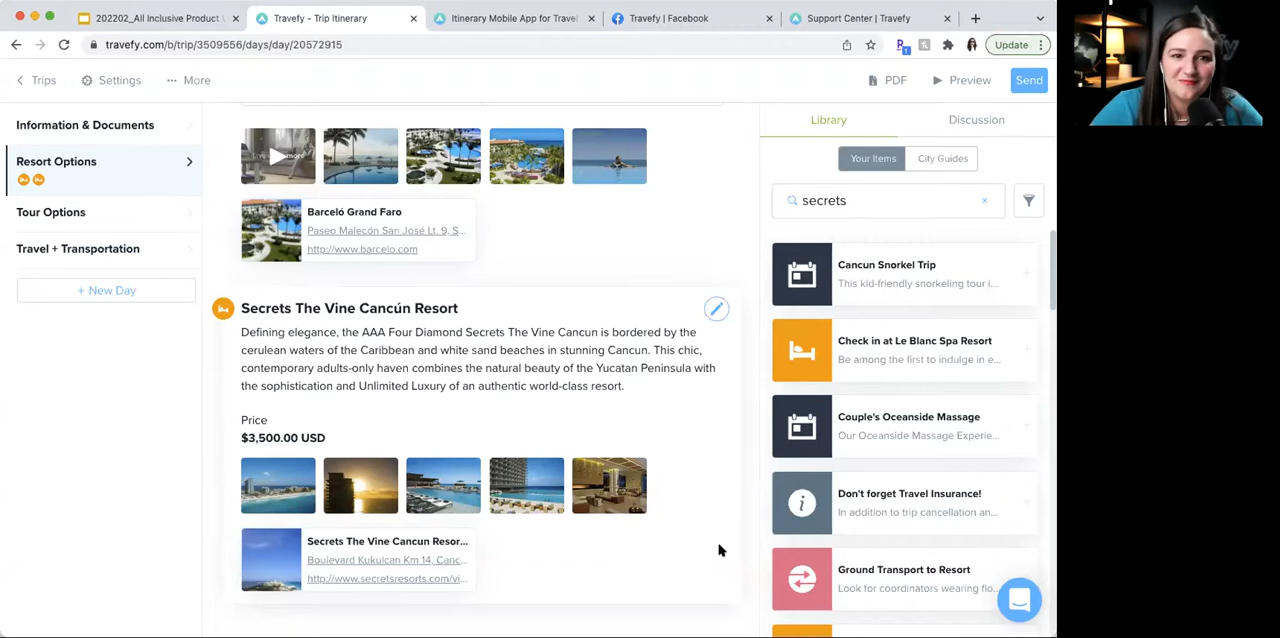 202202_All Inclusive Product
Travefy - Trip Itinerary
Itinerary Mobile App for Travel
Travefy | Facebook
Support Center | Travefy
travefy.com/b/trip/3509556/days/day/20572915
Update
Trips
Settings
More
PDF
Preview
Send
Information & Documents
Resort Options
Tour Options
Travel + Transportation
+ New Day
Barceló Grand Faro
Paseo Malecón San José Lt. 9, S...
http://www.barcelo.com
Secrets The Vine Cancún Resort
Defining elegance, the AAA Four Diamond Secrets The Vine Cancun is bordered by the
cerulean waters of the Caribbean and white sand beaches in stunning Cancun. This chic,
contemporary adults-only haven combines the natural beauty of the Yucatan Peninsula with
the sophistication and Unlimited Luxury of an authentic world-class resort.
Price
$3,500.00 USD
Secrets The Vine Cancun Resor...
Boulevard Kukulcan Km 14, Canc...
http://www.secretsresorts.com/vi...
Library
Discussion
Your Items
City Guides
secrets
Cancun Snorkel Trip
This kid-friendly snorkeling tour i...
Check in at Le Blanc Spa Resort
Be among the first to indulge in e...
Couple's Oceanside Massage
Our Oceanside Massage Experie...
Don't forget Travel Insurance!
In addition to trip cancellation an...
Ground Transport to Resort
Look for coordinators wearing flo...